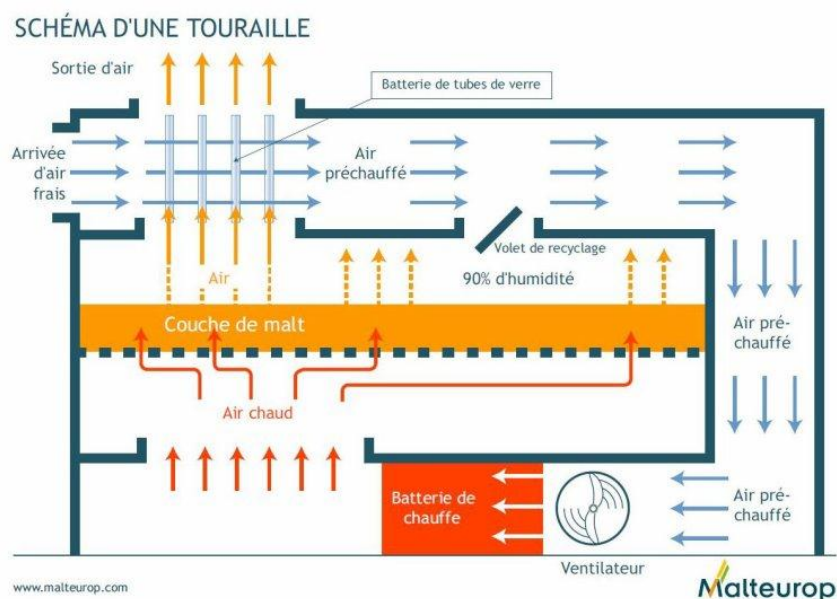 SCHÉMA D'UNE TOURAILLE
Sortie d'air
Batterie de tubes de verre
Arrivée
d'air
frais
Air
préchauffé
Volet de recyclage
Air
90% d'humidité
Couche de malt
Air pré-
chauffé
Air chaud
Batterie de
chauffe
Air pré-
chauffé
Ventilateur
www.malteurop.com
Malteurop